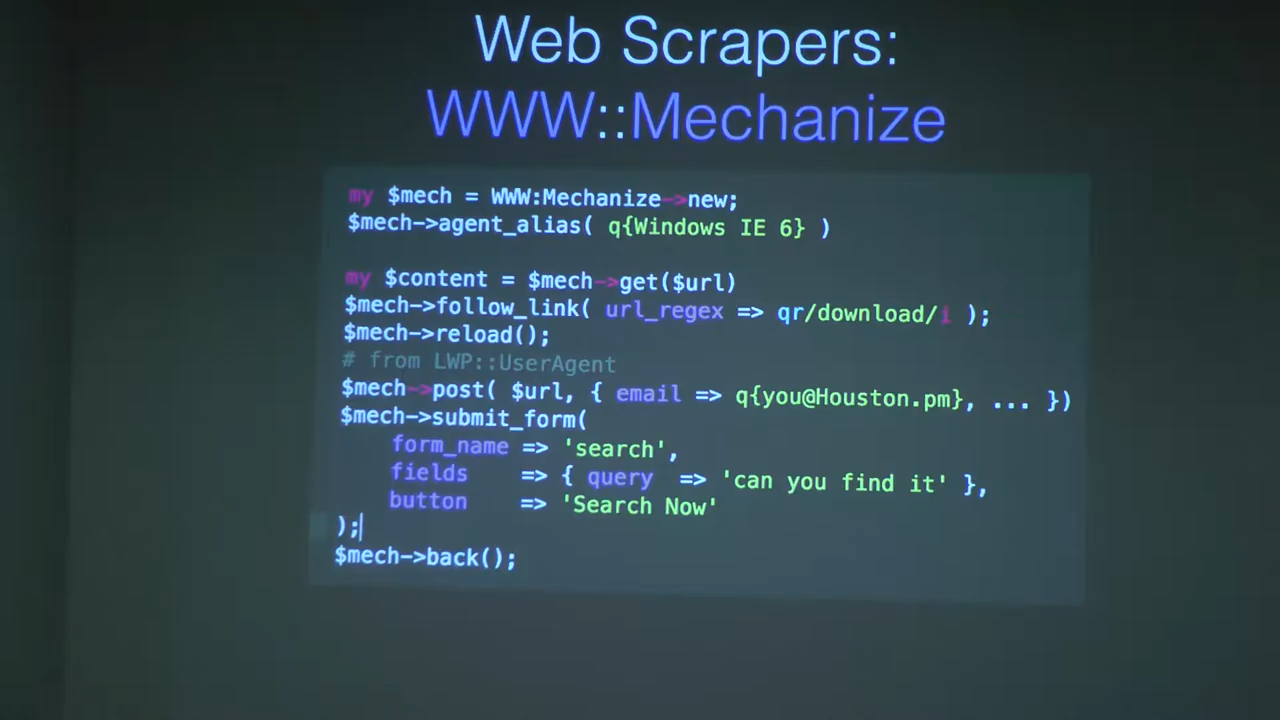 Web Scrapers:
WWW::Mechanize
my $mech = WWW:Mechanize->new;
$mech->agent_alias( q{Windows IE 6} )
my $content = $mech->get($url)
$mech->follow_link( url_regex => qr/download/i );
$mech->reload();
# from LWP::UserAgent
$mech->post( $url, { email => q{you@Houston.pm}, ... })
$mech->submit_form(
    form_name => 'search',
    fields    => { query  => 'can you find it' },
    button    => 'Search Now'
);
$mech->back();